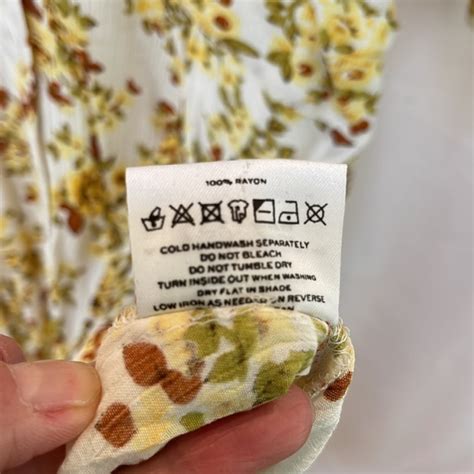 100% RAYON
COLD HANDWASH SEPARATELY
DO NOT BLEACH
DO NOT TUMBLE DRY
TURN INSIDE OUT WHEN WASHING
DRY FLAT IN SHADE
LOW IRON AS NEEDED ON REVERSE